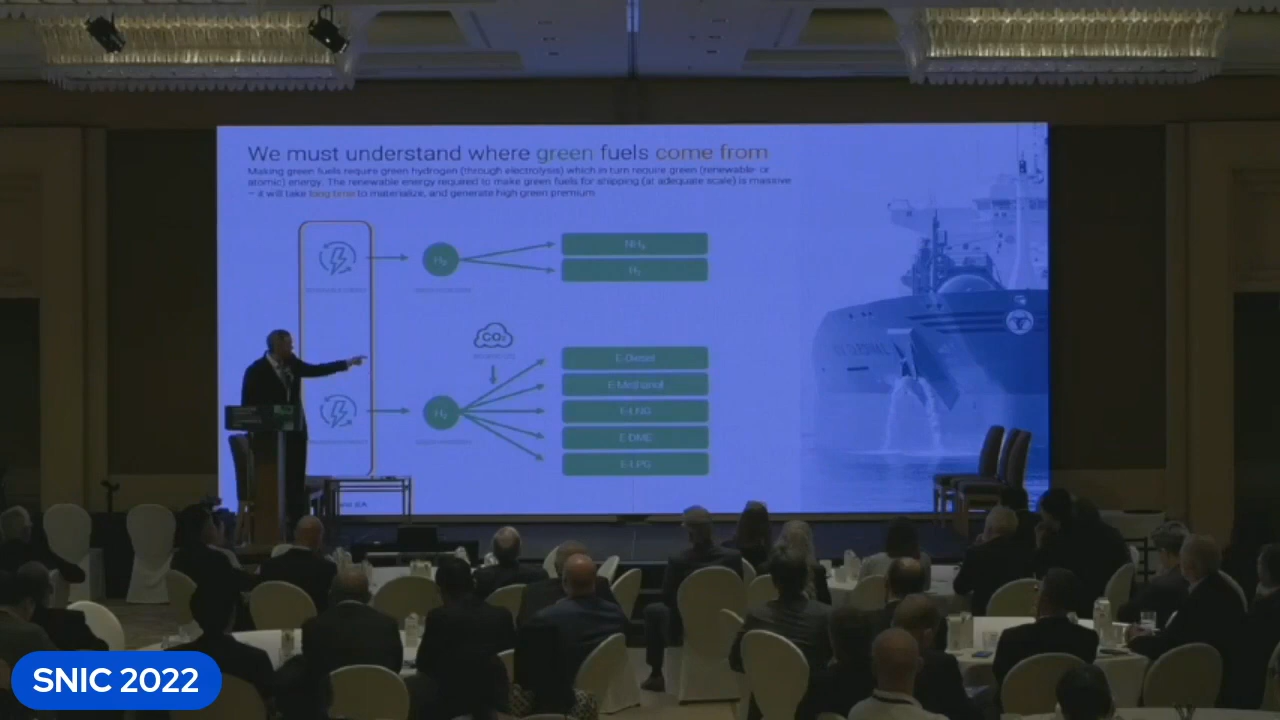 We must understand where green fuels come from
Making green fuels require green hydrogen (through electrolysis) which in turn require green (renewable- or
atomic) energy. The renewable energy required to make green fuels for shipping (at adequate scale) is massive
– it will take long time to materialize, and generate high green premium
H₂
NH₃
H₂
CO₂
H₂
E-Diesel
E-Methanol
E-LNG
E-DME
E-LPG
SNIC 2022